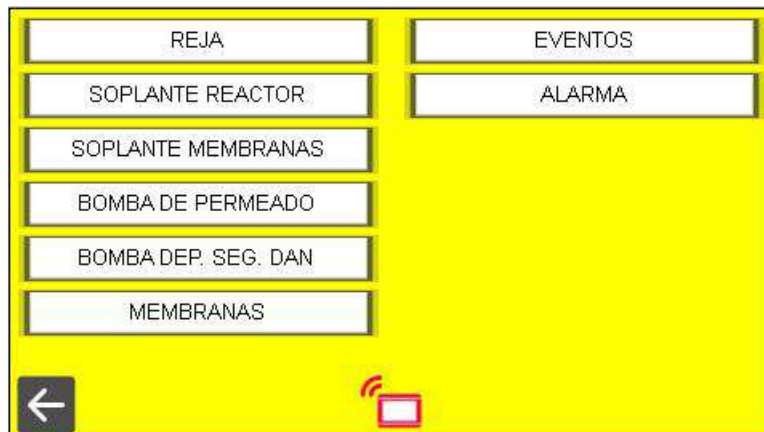 REJA
SOPLANTE REACTOR
SOPLANTE MEMBRANAS
BOMBA DE PERMEADO
BOMBA DEP. SEG. DAN
MEMBRANAS
EVENTOS
ALARMA